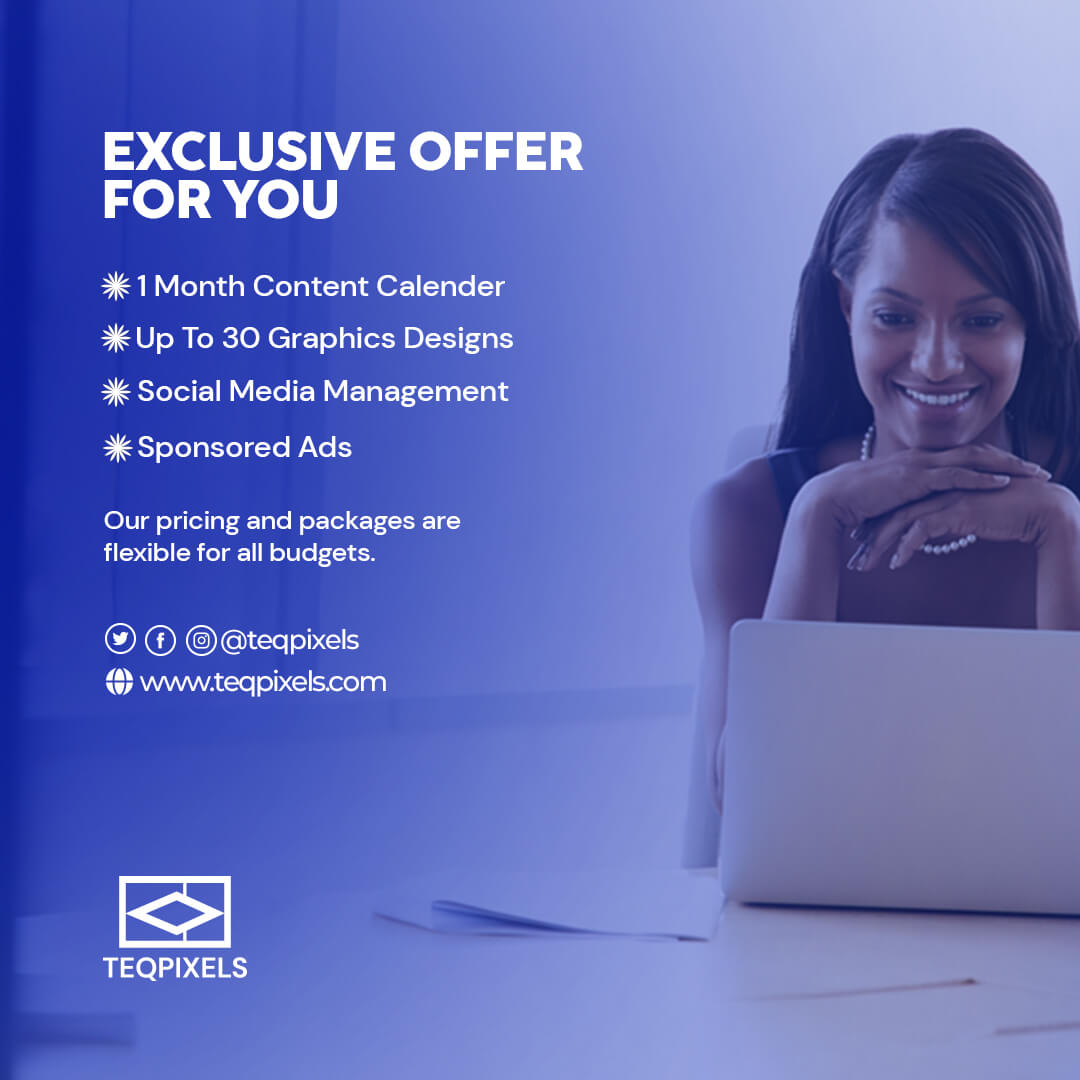 EXCLUSIVE OFFER
FOR YOU
1 Month Content Calender
Up To 30 Graphics Designs
Social Media Management
Sponsored Ads
Our pricing and packages are
flexible for all budgets.
@teqpixels
www.teqpixels.com
TEQPIXELS